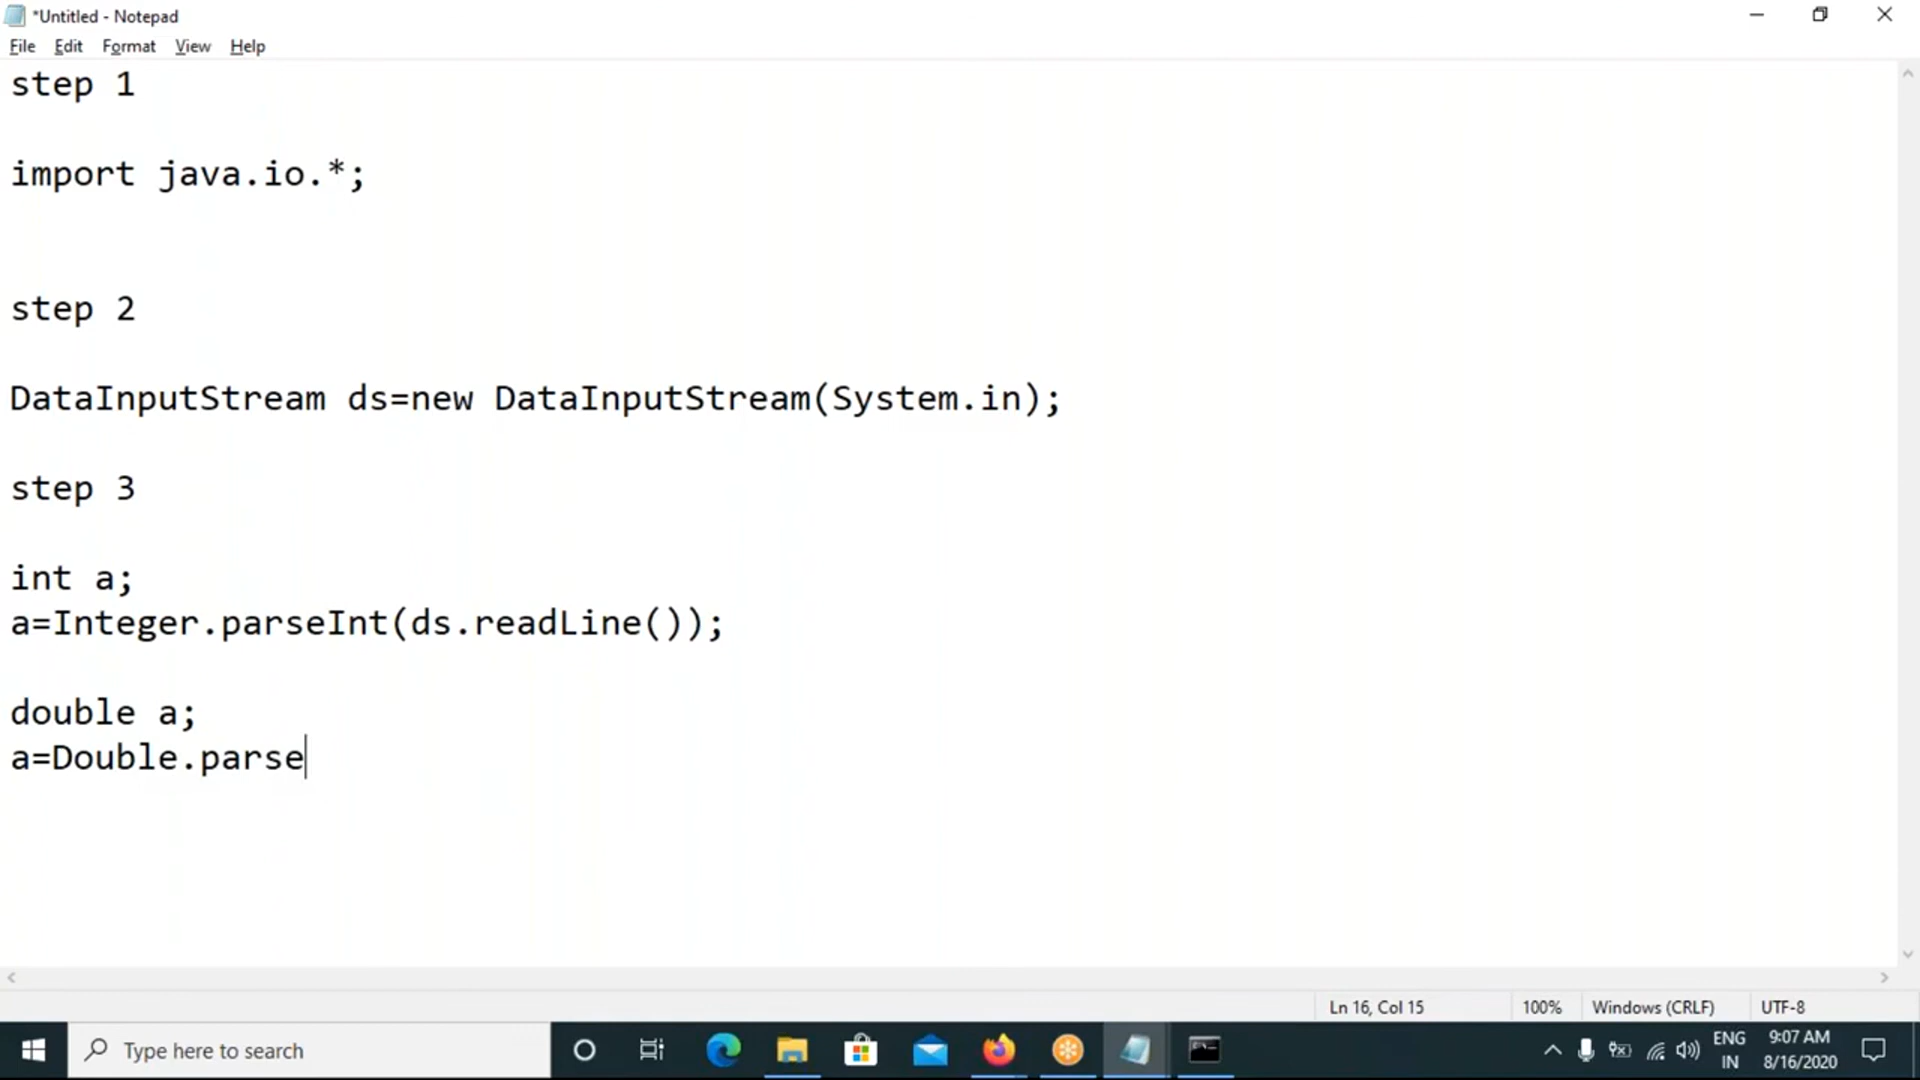 *Untitled - Notepad
File Edit Format View Help
step 1
import java.io.*;
step 2
DataInputStream ds=new DataInputStream(System.in);
step 3
int a;
a=Integer.parseInt(ds.readLine());
double a;
a=Double.parse
Ln 16, Col 15 100% Windows (CRLF) UTF-8
Type here to search
ENG
IN
9:07 AM
8/16/2020